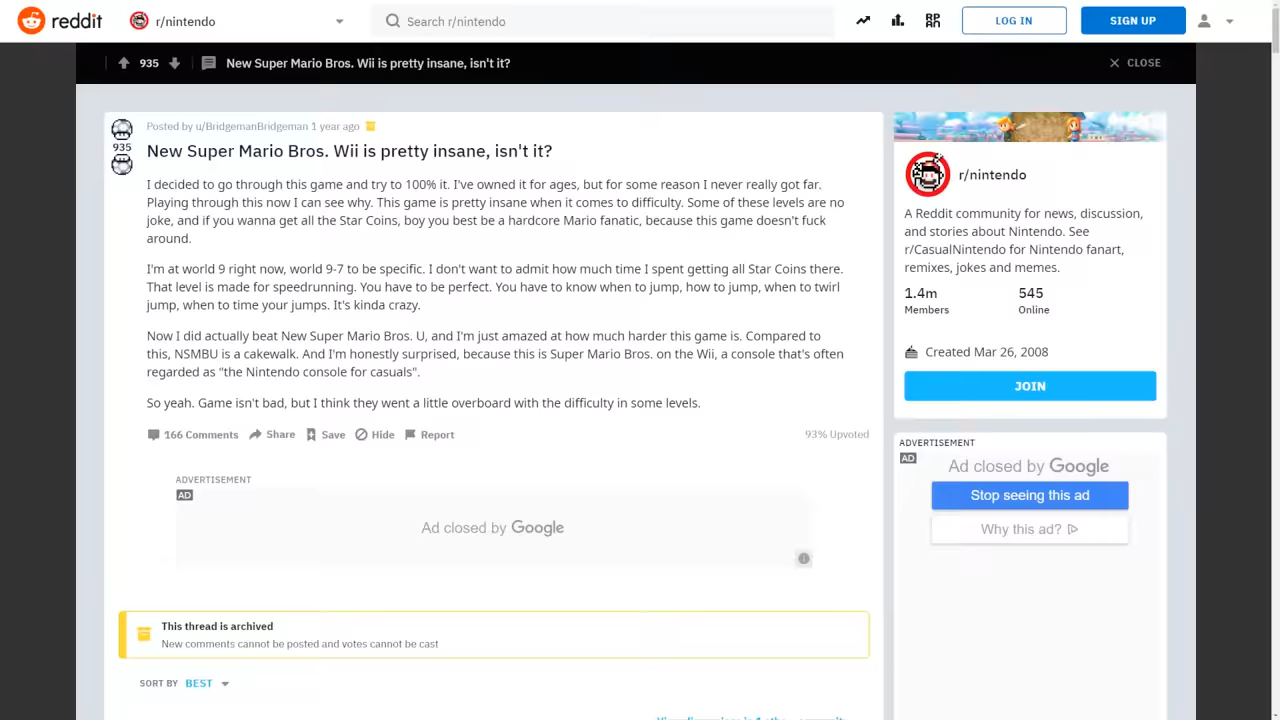 reddit
r/nintendo
Search r/nintendo
LOG IN
SIGN UP
935
New Super Mario Bros. Wii is pretty insane, isn't it?
CLOSE
Posted by u/BridgemanBridgeman 1 year ago
935
New Super Mario Bros. Wii is pretty insane, isn't it?
I decided to go through this game and try to 100% it. I've owned it for ages, but for some reason I never really got far.
Playing through this now I can see why. This game is pretty insane when it comes to difficulty. Some of these levels are no
joke, and if you wanna get all the Star Coins, boy you best be a hardcore Mario fanatic, because this game doesn't fuck
around.
I'm at world 9 right now, world 9-7 to be specific. I don't want to admit how much time I spent getting all Star Coins there.
That level is made for speedrunning. You have to be perfect. You have to know when to jump, how to jump, when to twirl
jump, when to time your jumps. It's kinda crazy.
Now I did actually beat New Super Mario Bros. U, and I'm just amazed at how much harder this game is. Compared to
this, NSMBU is a cakewalk. And I'm honestly surprised, because this is Super Mario Bros. on the Wii, a console that's often
regarded as "the Nintendo console for casuals".
So yeah. Game isn't bad, but I think they went a little overboard with the difficulty in some levels.
166 Comments
Share
Save
Hide
Report
93% Upvoted
ADVERTISEMENT
AD
Ad closed by Google
This thread is archived
New comments cannot be posted and votes cannot be cast
SORT BY BEST
r/nintendo
A Reddit community for news, discussion,
and stories about Nintendo. See
r/CasualNintendo for Nintendo fanart,
remixes, jokes and memes.
1.4m 545
Members Online
Created Mar 26, 2008
JOIN
ADVERTISEMENT
AD
Ad closed by Google
Stop seeing this ad
Why this ad?